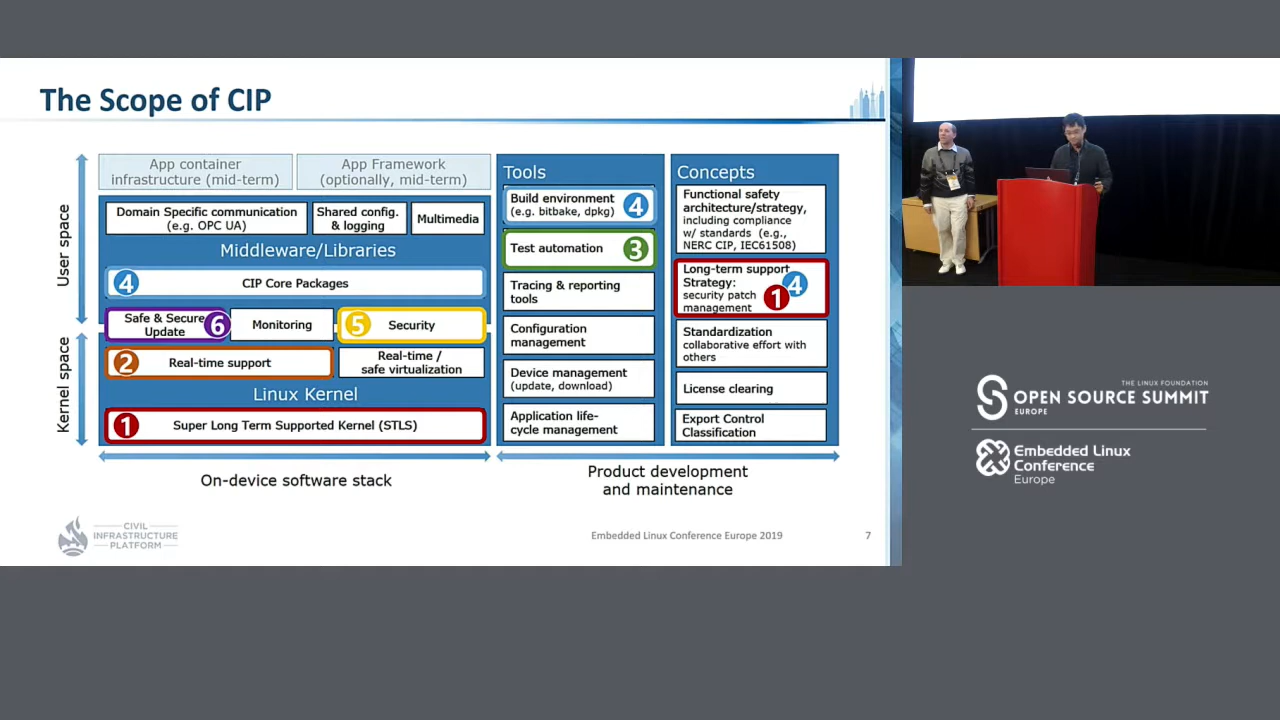 The Scope of CIP
User space
Kernel space
App container
infrastructure (mid-term)
App Framework
(optionally, mid-term)
Domain Specific communication
(e.g. OPC UA)
Shared config.
& logging
Multimedia
Middleware/Libraries
4
CIP Core Packages
Safe & Secure
Update
6
Monitoring
5
Security
2
Real-time support
Real-time /
safe virtualization
Linux Kernel
1
Super Long Term Supported Kernel (STLS)
On-device software stack
Tools
Build environment
(e.g. bitbake, dpkg)
4
Test automation
3
Tracing & reporting
tools
Configuration
management
Device management
(update, download)
Application life-
cycle management
Concepts
Functional safety
architecture/strategy,
including compliance
w/ standards (e.g.,
NERC CIP, IEC61508)
Long-term support
Strategy:
security patch
management
4
1
Standardization
collaborative effort with
others
License clearing
Export Control
Classification
Product development
and maintenance
CIVIL
INFRASTRUCTURE
PLATFORM
Embedded Linux Conference Europe 2019
7
THE LINUX FOUNDATION
OPEN SOURCE SUMMIT
EUROPE
Embedded Linux
Conference
Europe